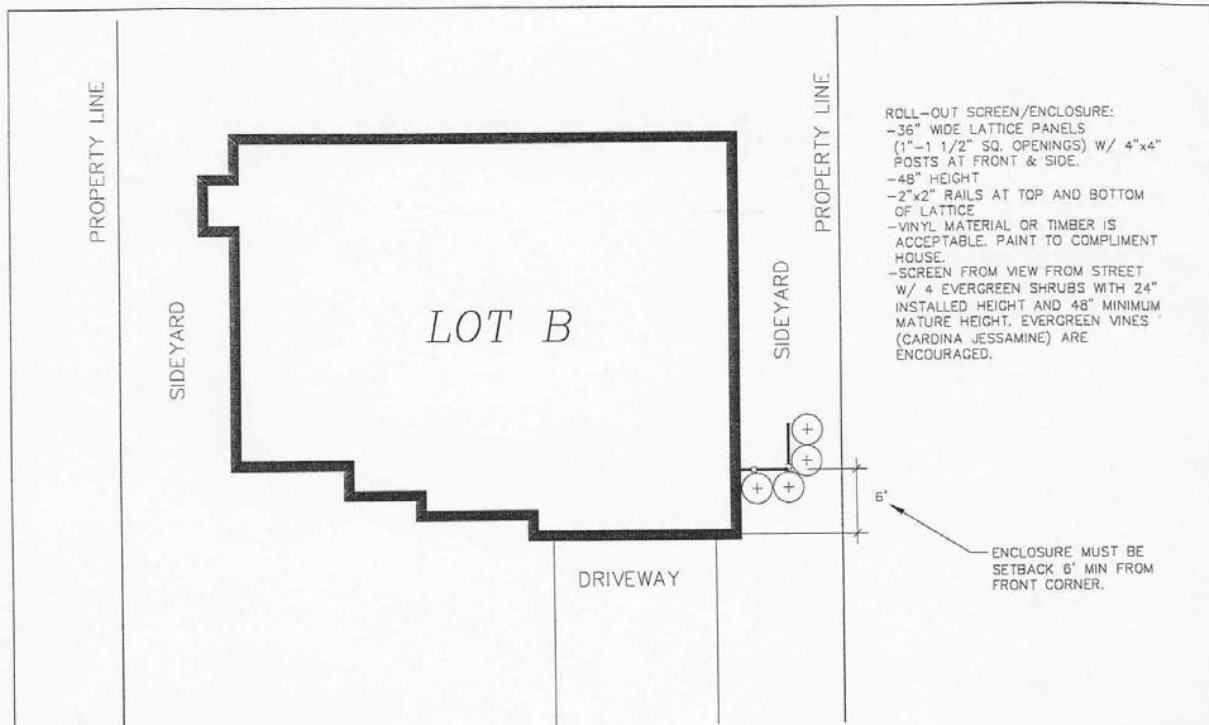 PROPERTY LINE
PROPERTY LINE
ROLL-OUT SCREEN/ENCLOSURE:
-36" WIDE LATTICE PANELS
(1"-1 1/2" SQ. OPENINGS) W/ 4"x4"
POSTS AT FRONT & SIDE.
-48" HEIGHT
-2"x2" RAILS AT TOP AND BOTTOM
OF LATTICE
-VINYL MATERIAL OR TIMBER IS
ACCEPTABLE. PAINT TO COMPLIMENT
HOUSE.
-SCREEN FROM VIEW FROM STREET
W/ 4 EVERGREEN SHRUBS WITH 24"
INSTALLED HEIGHT AND 48" MINIMUM
MATURE HEIGHT. EVERGREEN VINES
(CARDINA JESSAMINE) ARE
ENCOURAGED.
SIDEYARD
LOT B
SIDEYARD
6'
ENCLOSURE MUST BE
SETBACK 6' MIN FROM
FRONT CORNER.
DRIVEWAY